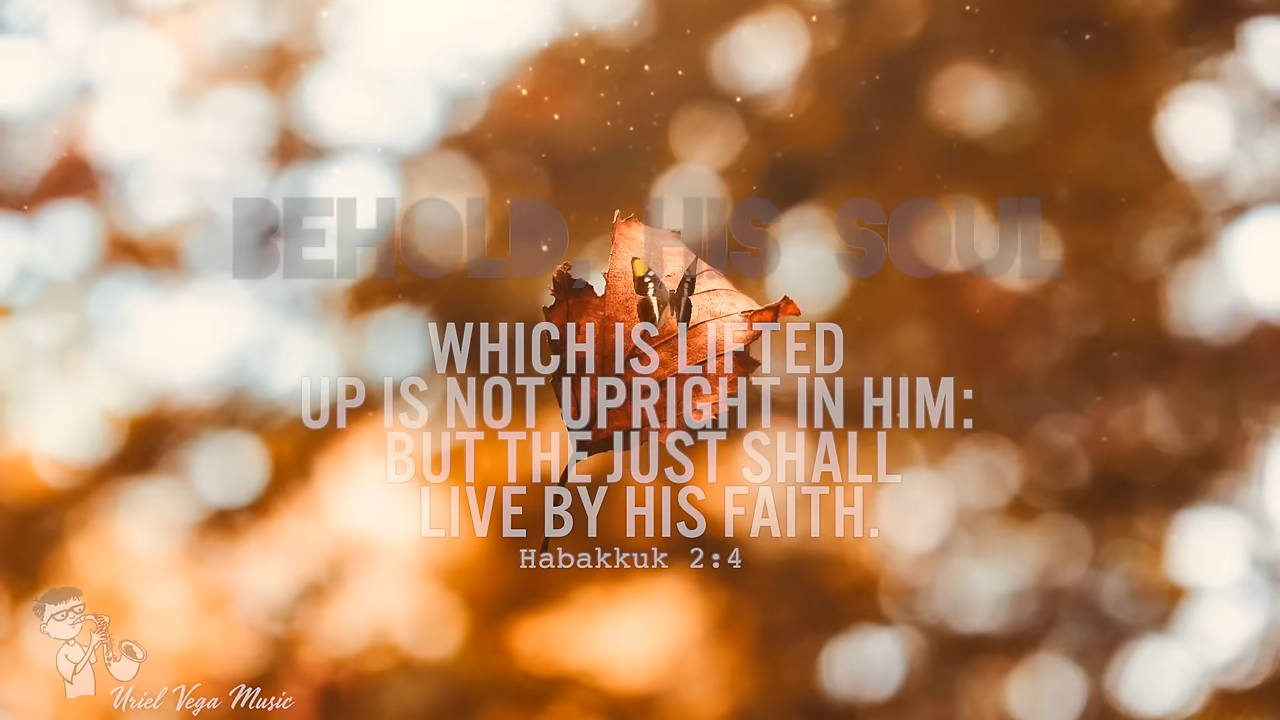 BEHOLD, HIS SOUL
WHICH IS LIFTED
UP IS NOT UPRIGHT IN HIM:
BUT THE JUST SHALL
LIVE BY HIS FAITH.
Habakkuk 2:4
Uriel Vega Music